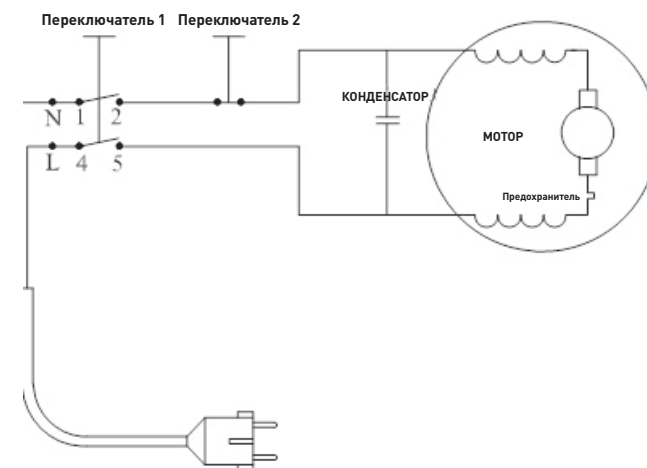 Переключатель 1 Переключатель 2
КОНДЕНСАТОР
N 1 2
МОТОР
L 4 5
Предохранитель